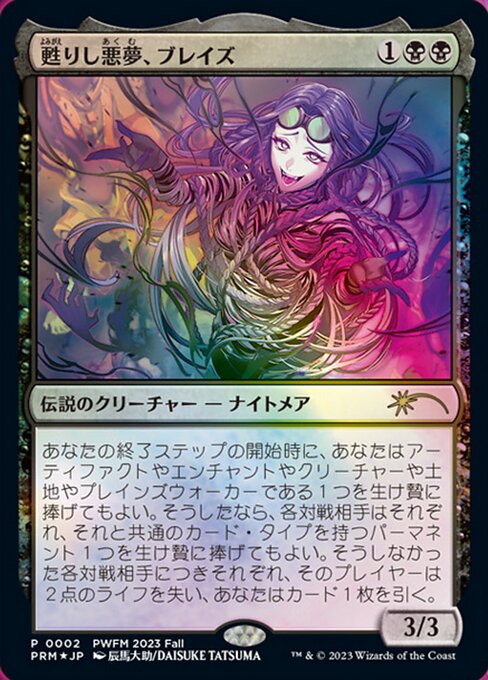 よみがえ あくむ
甦りし悪夢、ブレイズ 1
伝説のクリーチャー — ナイトメア
あなたの終了ステップの開始時に、あなたはアー
ティファクトやエンチャントやクリーチャーや土
地やプレインズウォーカーである１つを生け贄に
捧げてもよい。そうしたなら、各対戦相手はそれぞ
れ、それと共通のカード・タイプを持つパーマネ
ント１つを生け贄に捧げてもよい。そうしなかった
各対戦相手につきそれぞれ、そのプレイヤーは
２点のライフを失い、あなたはカード１枚を引く。
3/3
P 0002 PWFM 2023 Fall
PRM★JP 辰馬大助/DAISUKE TATSUMA
™ & © 2023 Wizards of the Coast